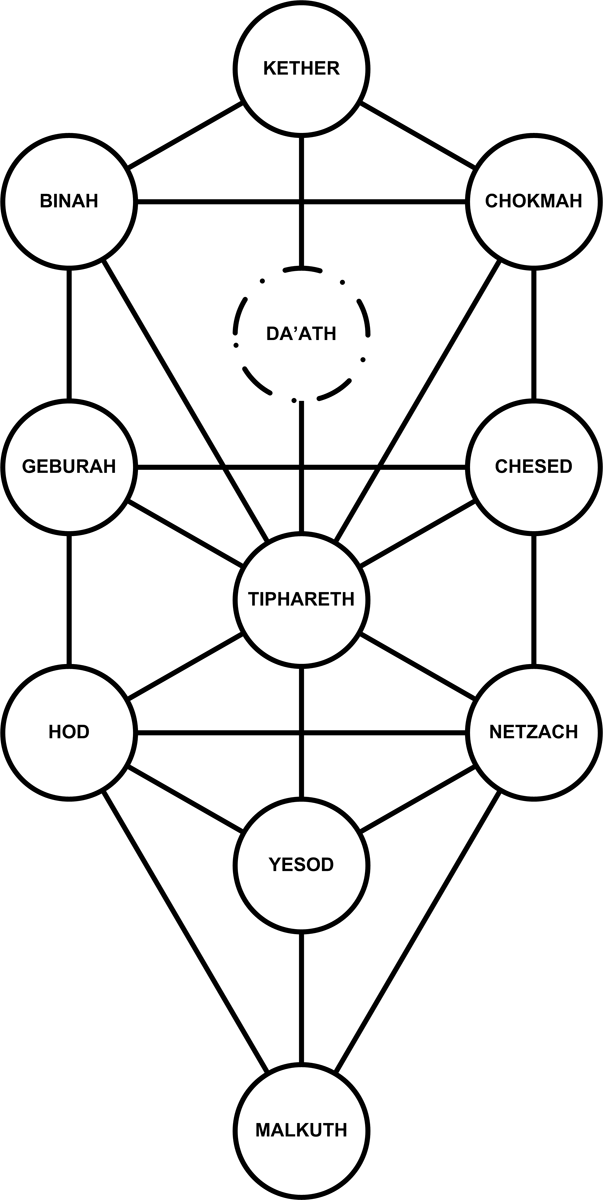 KETHER
BINAH
CHOKMAH
DA’ATH
GEBURAH
CHESED
TIPHARETH
HOD
NETZACH
YESOD
MALKUTH